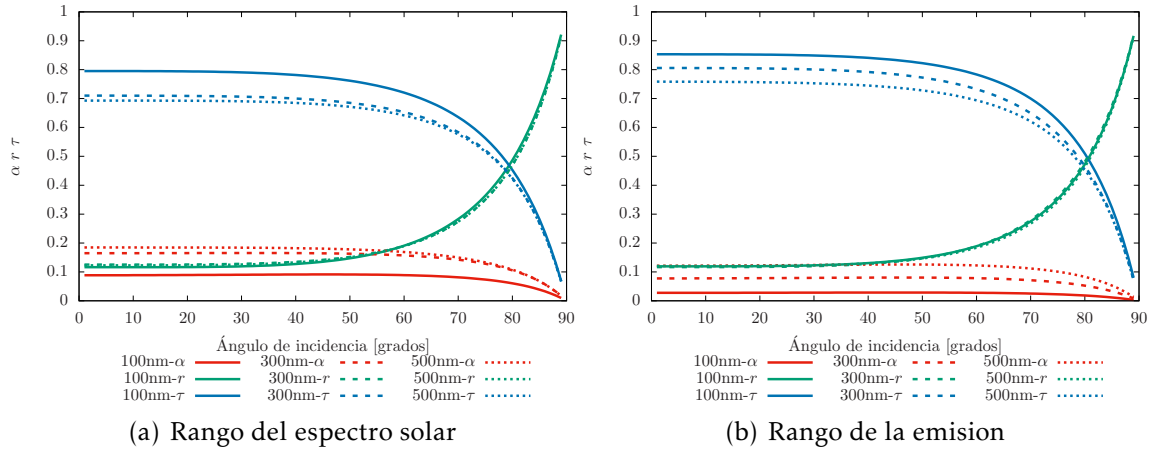 1
0.9
0.8
0.7
0.6
0.5
0.4
0.3
0.2
0.1
0
α r τ
0 10 20 30 40 50 60 70 80 90
Ángulo de incidencia [grados]
100nm-α 300nm-α 500nm-α
100nm-r 300nm-r 500nm-r
100nm-τ 300nm-τ 500nm-τ
(a) Rango del espectro solar
1
0.9
0.8
0.7
0.6
0.5
0.4
0.3
0.2
0.1
0
α r τ
0 10 20 30 40 50 60 70 80 90
Ángulo de incidencia [grados]
100nm-α 300nm-α 500nm-α
100nm-r 300nm-r 500nm-r
100nm-τ 300nm-τ 500nm-τ
(b) Rango de la emision